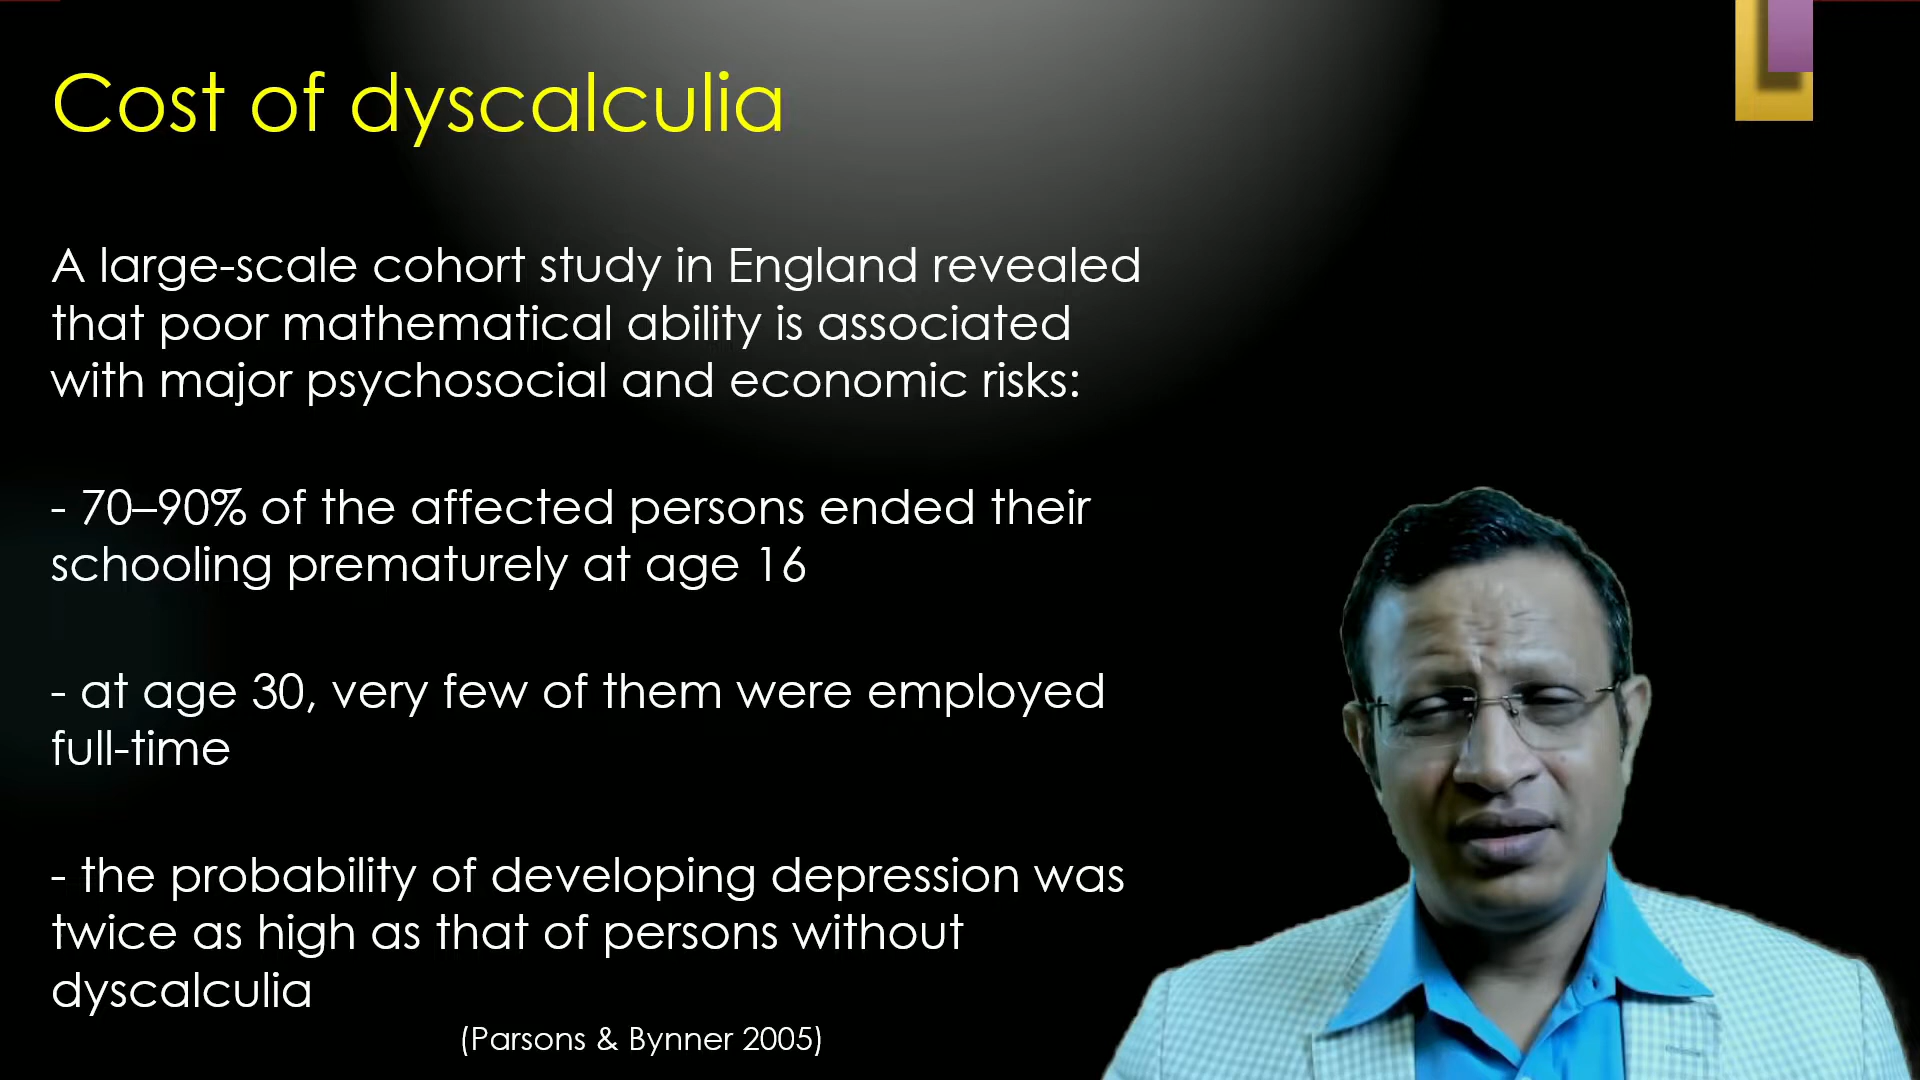 Cost of dyscalculia
A large-scale cohort study in England revealed
that poor mathematical ability is associated
with major psychosocial and economic risks:
- 70–90% of the affected persons ended their
schooling prematurely at age 16
- at age 30, very few of them were employed
full-time
- the probability of developing depression was
twice as high as that of persons without
dyscalculia
(Parsons & Bynner 2005)